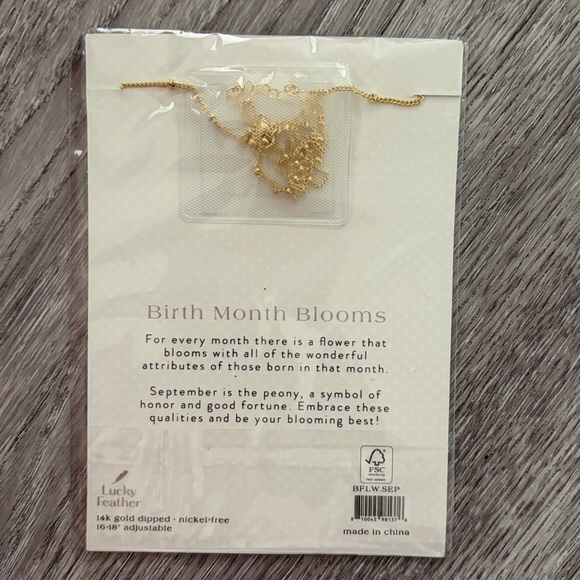 Birth Month Blooms
For every month there is a flower that
blooms with all of the wonderful
attributes of those born in that month.
September is the peony, a symbol of
honor and good fortune. Embrace these
qualities and be your blooming best!
Lucky
Feather
14k gold dipped · nickel-free
16-18" adjustable
FSC
BFLW.SEP
made in china